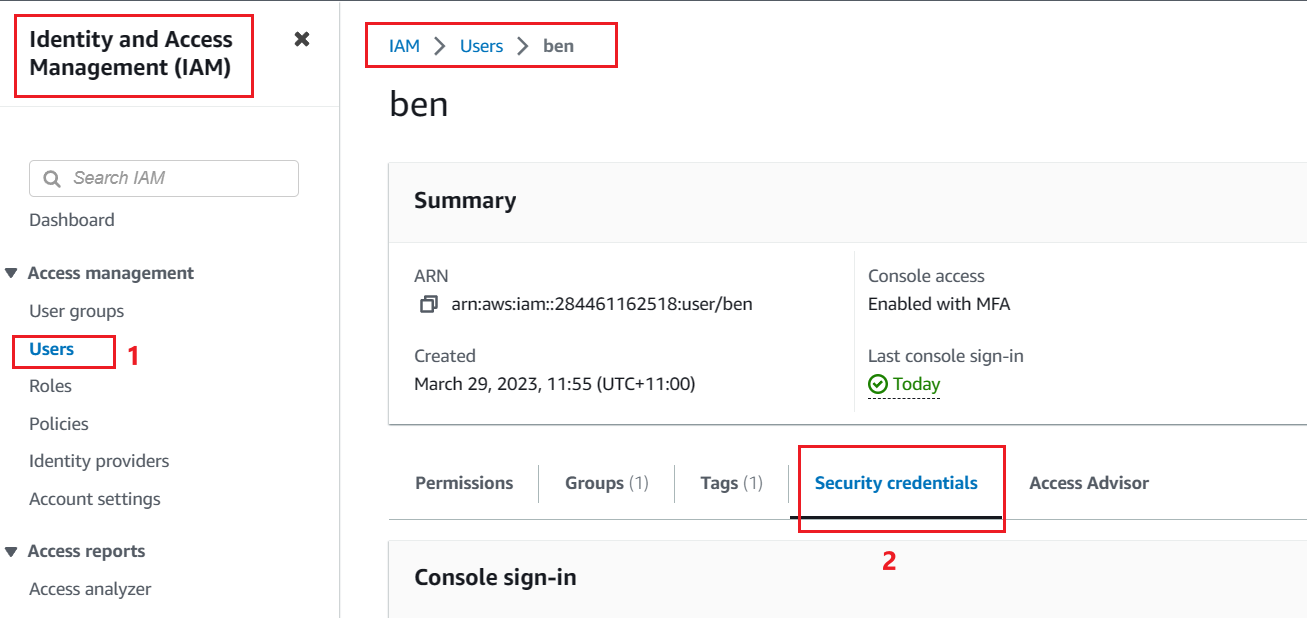 Identity and Access
Management (IAM)
Search IAM
Dashboard
Access management
User groups
Users
1
Roles
Policies
Identity providers
Account settings
Access reports
Access analyzer
IAM > Users > ben
ben
Summary
ARN
arn:aws:iam::284461162518:user/ben
Created
March 29, 2023, 11:55 (UTC+11:00)
Console access
Enabled with MFA
Last console sign-in
Today
Permissions Groups (1) Tags (1) Security credentials Access Advisor
2
Console sign-in